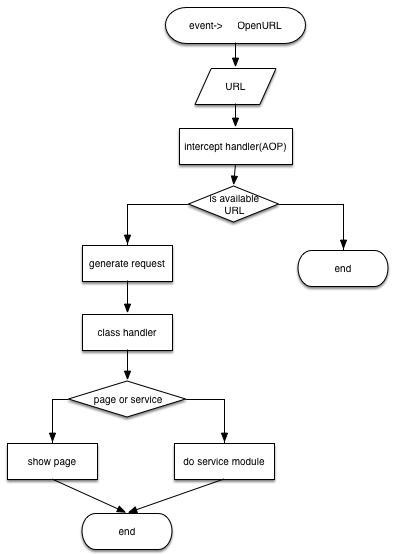 event-> OpenURL
URL
intercept handler(AOP)
is available
URL
generate request
end
class handler
page or service
show page
do service module
end